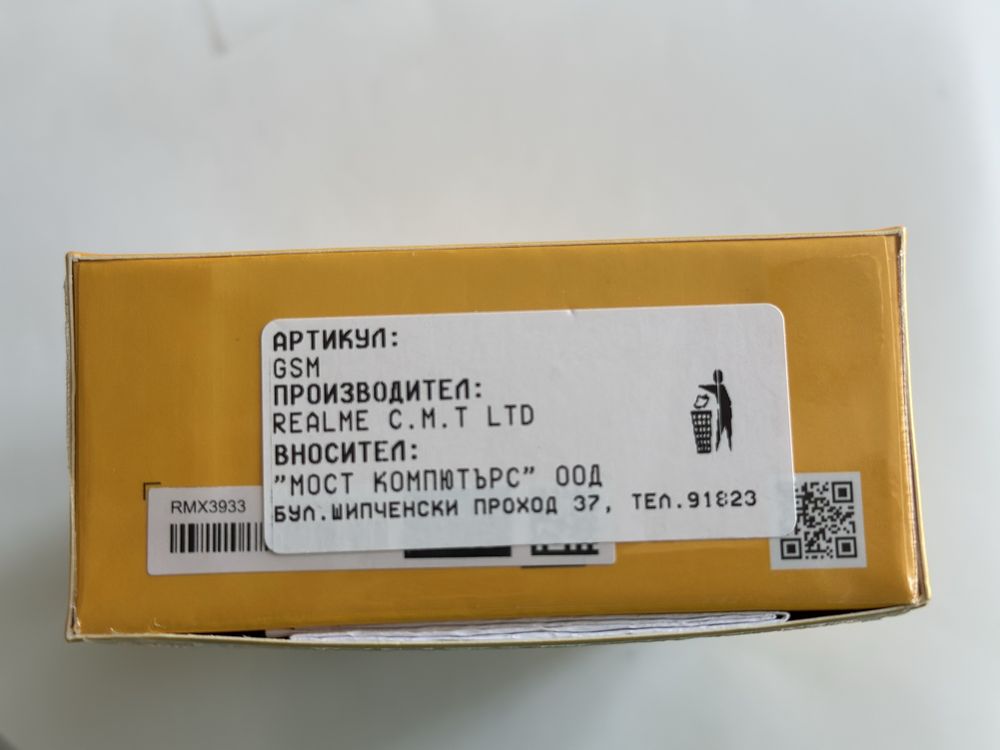 АРТИКУЛ:
GSM
ПРОИЗВОДИТЕЛ:
REALME C.M.T LTD
ВНОСИТЕЛ:
"МОСТ КОМПЮТЪРС" ООД
БУЛ.ШИПЧЕНСКИ ПРОХОД 37, ТЕЛ.91823
RMX3933